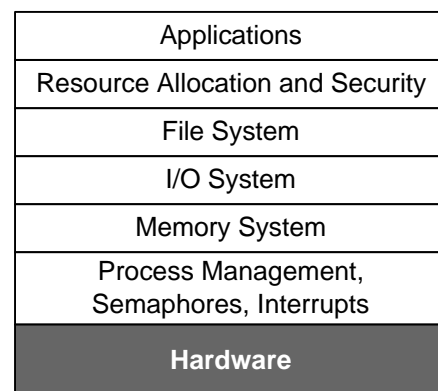 Applications
Resource Allocation and Security
File System
I/O System
Memory System
Process Management,
Semaphores, Interrupts
Hardware